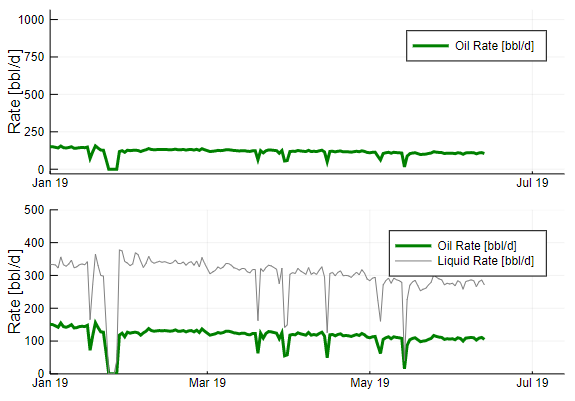 1000
Oil Rate [bbl/d]
750
Rate [bbl/d]
500
250
0
Jan 19
Jul 19
500
Oil Rate [bbl/d]
400
Liquid Rate [bbl/d]
300
Rate [bbl/d]
200
100
0
Jan 19
Mar 19
May 19
Jul 19